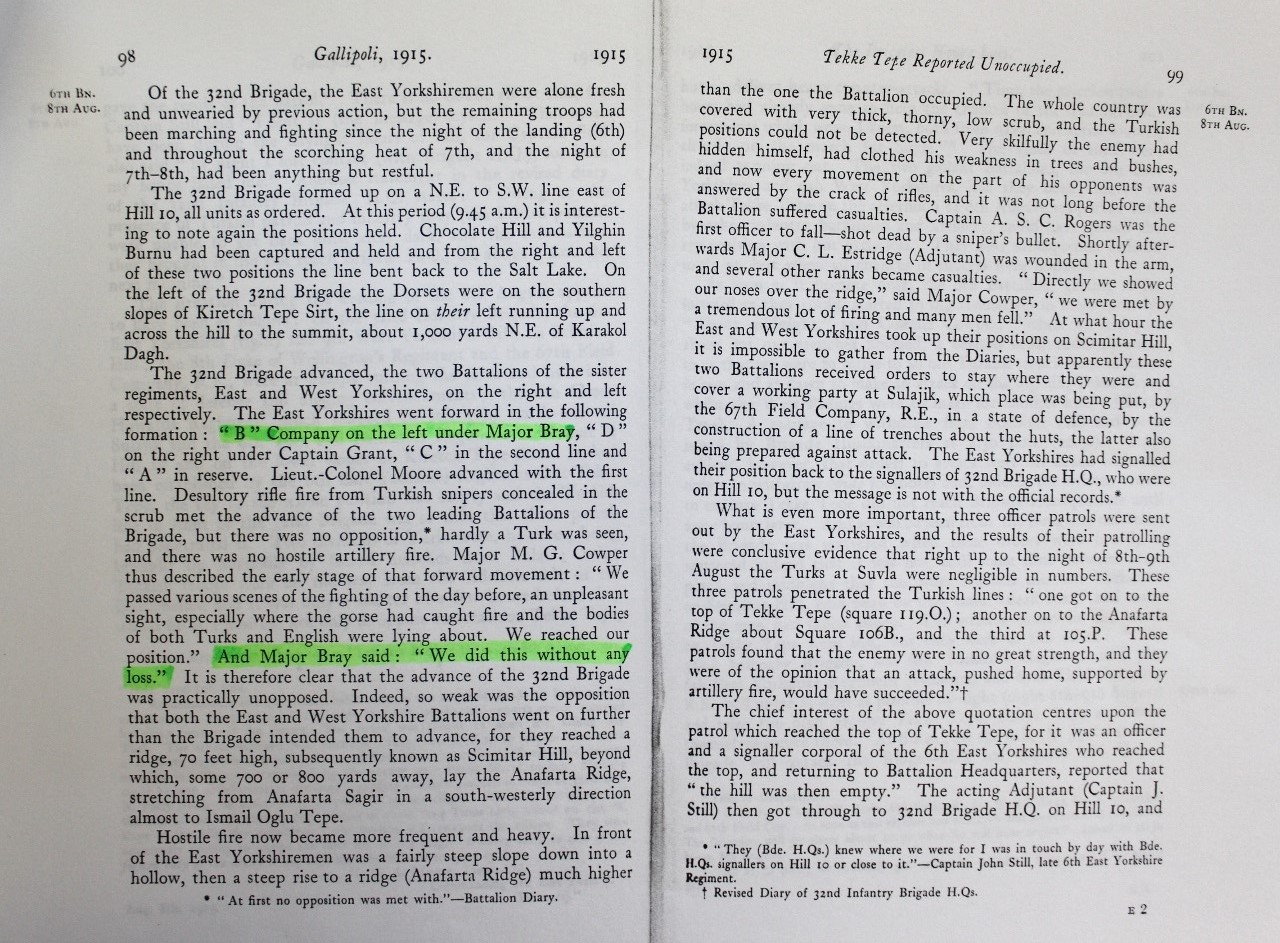 98
Gallipoli, 1915.
1915
6TH BN.
8TH AUG.
Of the 32nd Brigade, the East Yorkshiremen were alone fresh
and unwearied by previous action, but the remaining troops had
been marching and fighting since the night of the landing (6th)
and throughout the scorching heat of 7th, and the night of
7th–8th, had been anything but restful.
The 32nd Brigade formed up on a N.E. to S.W. line east of
Hill 10, all units as ordered. At this period (9.45 a.m.) it is interest-
ing to note again the positions held. Chocolate Hill and Yilghin
Burnu had been captured and held and from the right and left
of these two positions the line bent back to the Salt Lake. On
the left of the 32nd Brigade the Dorsets were on the southern
slopes of Kiretch Tepe Sirt, the line on their left running up and
across the hill to the summit, about 1,000 yards N.E. of Karakol
Dagh.
The 32nd Brigade advanced, the two Battalions of the sister
regiments, East and West Yorkshires, on the right and left
respectively. The East Yorkshires went forward in the following
formation : “ B ” Company on the left under Major Bray, “ D ”
on the right under Captain Grant, “ C ” in the second line and
“ A ” in reserve. Lieut.-Colonel Moore advanced with the first
line. Desultory rifle fire from Turkish snipers concealed in the
scrub met the advance of the two leading Battalions of the
Brigade, but there was no opposition,* hardly a Turk was seen,
and there was no hostile artillery fire. Major M. G. Cowper
thus described the early stage of that forward movement : “ We
passed various scenes of the fighting of the day before, an unpleasant
sight, especially where the gorse had caught fire and the bodies
of both Turks and English were lying about. We reached our
position.” And Major Bray said : “ We did this without any
loss.” It is therefore clear that the advance of the 32nd Brigade
was practically unopposed. Indeed, so weak was the opposition
that both the East and West Yorkshire Battalions went on further
than the Brigade intended them to advance, for they reached a
ridge, 70 feet high, subsequently known as Scimitar Hill, beyond
which, some 700 or 800 yards away, lay the Anafarta Ridge,
stretching from Anafarta Sagir in a south-westerly direction
almost to Ismail Oglu Tepe.
Hostile fire now became more frequent and heavy. In front
of the East Yorkshiremen was a fairly steep slope down into a
hollow, then a steep rise to a ridge (Anafarta Ridge) much higher
* “ At first no opposition was met with.”—Battalion Diary.
1915
Tekke Tepe Reported Unoccupied.
99
6TH BN.
8TH AUG.
than the one the Battalion occupied. The whole country was
covered with very thick, thorny, low scrub, and the Turkish
positions could not be detected. Very skilfully the enemy had
hidden himself, had clothed his weakness in trees and bushes,
and now every movement on the part of his opponents was
answered by the crack of rifles, and it was not long before the
Battalion suffered casualties. Captain A. S. C. Rogers was the
first officer to fall—shot dead by a sniper’s bullet. Shortly after-
wards Major C. L. Estridge (Adjutant) was wounded in the arm,
and several other ranks became casualties. “ Directly we showed
our noses over the ridge,” said Major Cowper, “ we were met by
a tremendous lot of firing and many men fell.” At what hour the
East and West Yorkshires took up their positions on Scimitar Hill,
it is impossible to gather from the Diaries, but apparently these
two Battalions received orders to stay where they were and
cover a working party at Sulajik, which place was being put, by
the 67th Field Company, R.E., in a state of defence, by the
construction of a line of trenches about the huts, the latter also
being prepared against attack. The East Yorkshires had signalled
their position back to the signallers of 32nd Brigade H.Q., who were
on Hill 10, but the message is not with the official records.*
What is even more important, three officer patrols were sent
out by the East Yorkshires, and the results of their patrolling
were conclusive evidence that right up to the night of 8th-9th
August the Turks at Suvla were negligible in numbers. These
three patrols penetrated the Turkish lines : “ one got on to the
top of Tekke Tepe (square 119.O.) ; another on to the Anafarta
Ridge about Square 106B., and the third at 105.P. These
patrols found that the enemy were in no great strength, and they
were of the opinion that an attack, pushed home, supported by
artillery fire, would have succeeded.”†
The chief interest of the above quotation centres upon the
patrol which reached the top of Tekke Tepe, for it was an officer
and a signaller corporal of the 6th East Yorkshires who reached
the top, and returning to Battalion Headquarters, reported that
“ the hill was then empty.” The acting Adjutant (Captain J.
Still) then got through to 32nd Brigade H.Q. on Hill 10, and
* “ They (Bde. H.Qs.) knew where we were for I was in touch by day with Bde.
H.Qs. signallers on Hill 10 or close to it.”—Captain John Still, late 6th East Yorkshire
Regiment.
† Revised Diary of 32nd Infantry Brigade H.Qs.
E 2